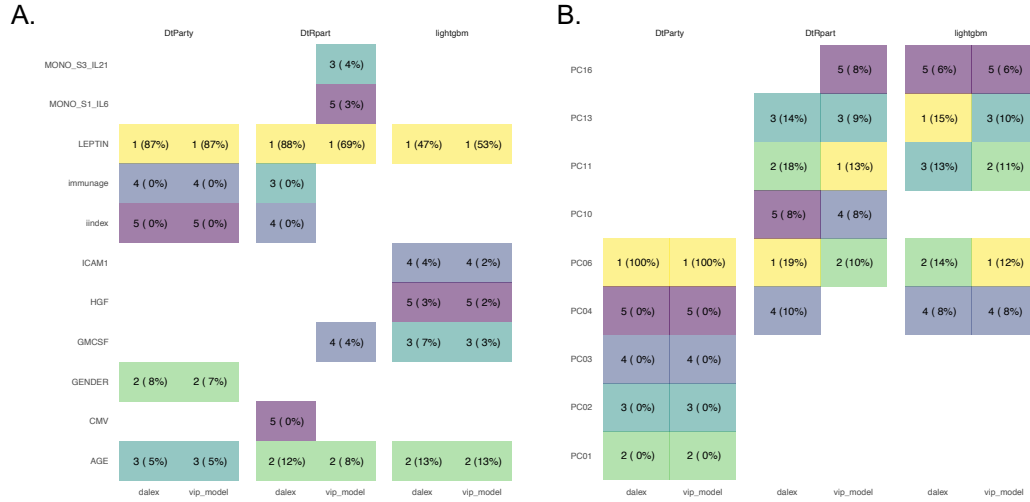 A.
DtParty DtRpart lightgbm
MONO_S3_IL21 3 ( 4%)
MONO_S1_IL6 5 ( 3%)
LEPTIN 1 (87%) 1 (87%) 1 (88%) 1 (69%) 1 (47%) 1 (53%)
immunage 4 ( 0%) 4 ( 0%) 3 ( 0%)
iindex 5 ( 0%) 5 ( 0%) 4 ( 0%)
ICAM1 4 ( 4%) 4 ( 2%)
HGF 5 ( 3%) 5 ( 2%)
GMCSF 4 ( 4%) 3 ( 7%) 3 ( 3%)
GENDER 2 ( 8%) 2 ( 7%)
CMV 5 ( 0%)
AGE 3 ( 5%) 3 ( 5%) 2 (12%) 2 ( 8%) 2 (13%) 2 (13%)
dalex vip_model dalex vip_model dalex vip_model
B.
DtParty DtRpart lightgbm
PC16 5 ( 8%) 5 ( 6%) 5 ( 6%)
PC13 3 (14%) 3 ( 9%) 1 (15%) 3 (10%)
PC11 2 (18%) 1 (13%) 3 (13%) 2 (11%)
PC10 5 ( 8%) 4 ( 8%)
PC06 1 (100%) 1 (100%) 1 (19%) 2 (10%) 2 (14%) 1 (12%)
PC04 5 ( 0%) 5 ( 0%) 4 (10%) 4 ( 8%) 4 ( 8%)
PC03 4 ( 0%) 4 ( 0%)
PC02 3 ( 0%) 3 ( 0%)
PC01 2 ( 0%) 2 ( 0%)
dalex vip_model dalex vip_model dalex vip_model